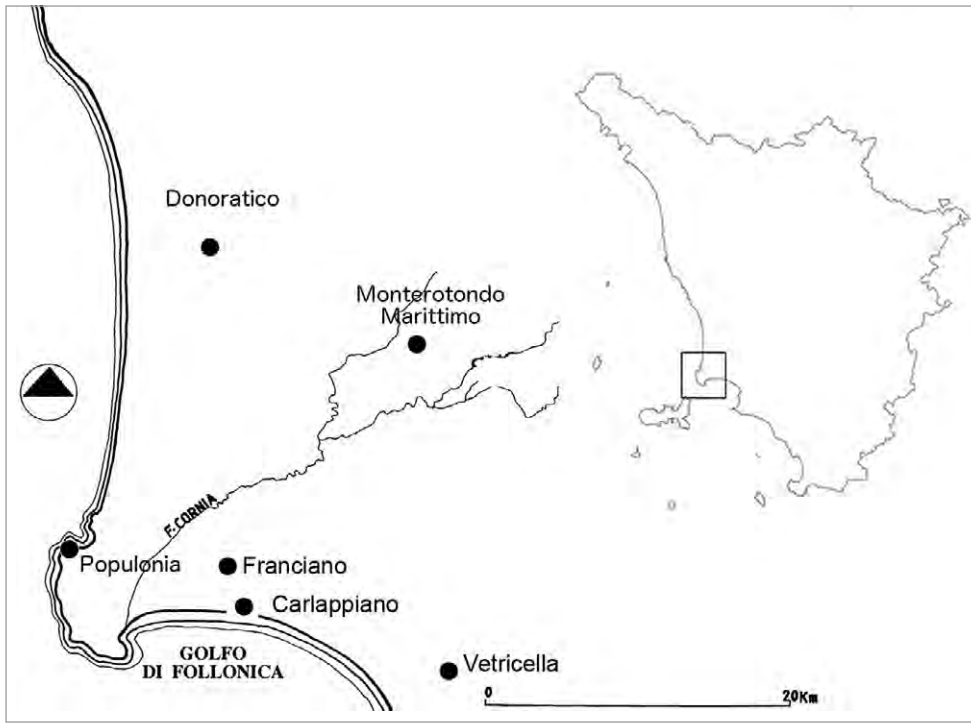 Donoratico
Monterotondo
Marittimo
F. CORNIA
Populonia
Franciano
Carlappiano
GOLFO
DI FOLLONICA
Vetricella
0
20Km